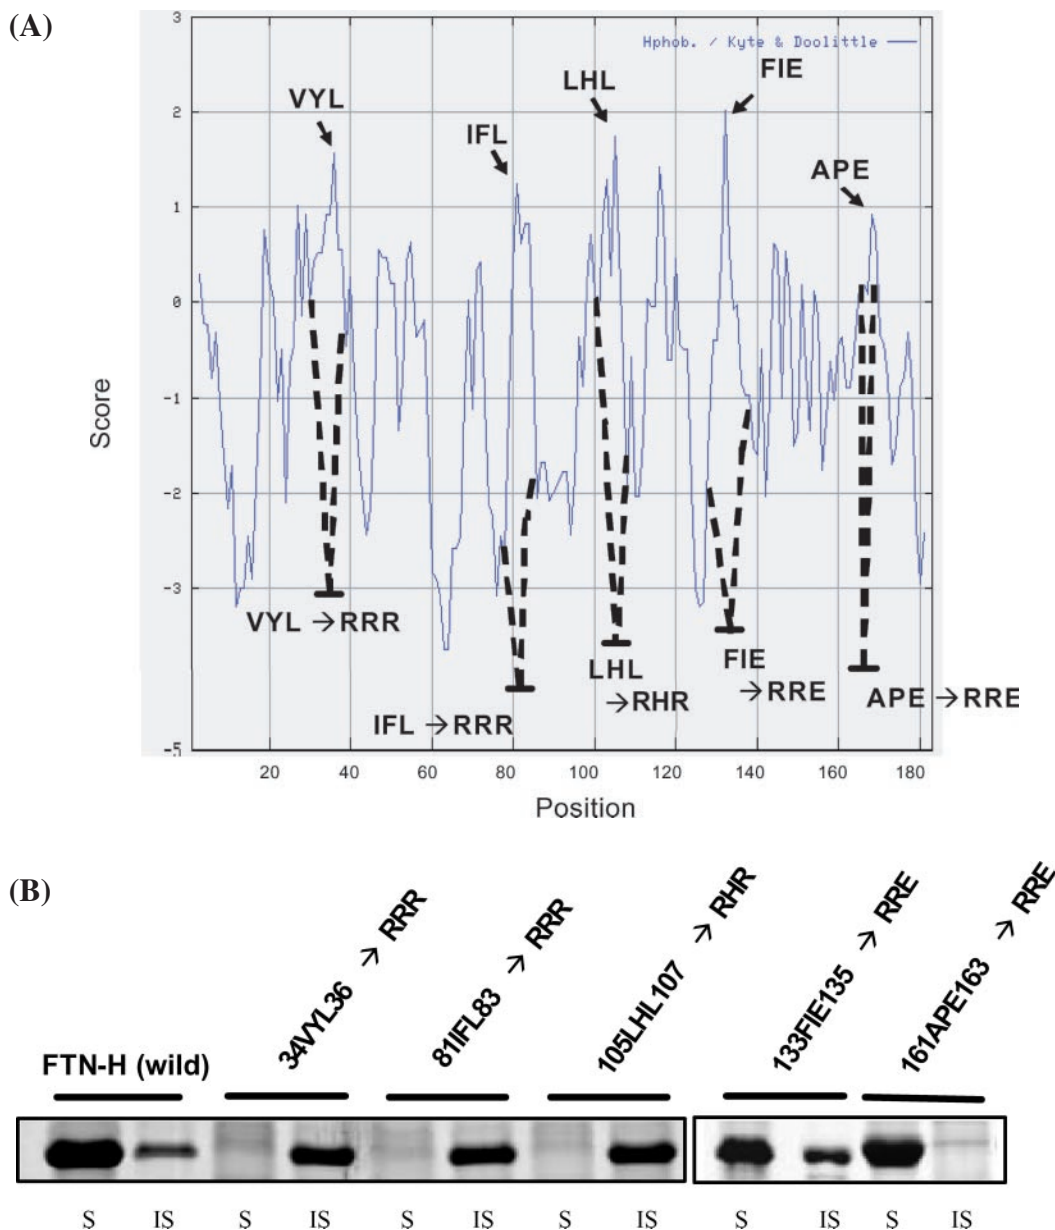 (A)
3
2
1
0
-1
-2
-3
-5
Score
Hphob. / Kyte & Doolittle
VYL
IFL
LHL
FIE
APE
VYL →RRR
IFL →RRR
LHL
→RHR
FIE
→RRE
APE →RRE
20 40 60 80 100 120 140 160 180
Position
(B)
FTN-H (wild)
34VYL36 → RRR
81IFL83 → RRR
105LHL107 → RHR
133FIE135 → RRE
161APE163 → RRE
S IS S IS S IS S IS S IS S IS